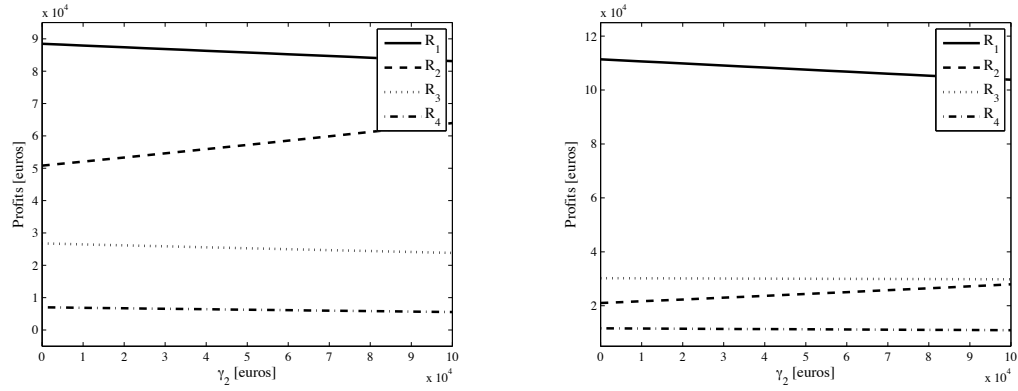 x 10^4
9
8
7
6
5
4
3
2
1
0
Profits [euros]
0 1 2 3 4 5 6 7 8 9 10
γ_2 [euros]
x 10^4
R_1
R_2
R_3
R_4
x 10^4
12
10
8
6
4
2
Profits [euros]
0 1 2 3 4 5 6 7 8 9 10
γ_2 [euros]
x 10^4
R_1
R_2
R_3
R_4